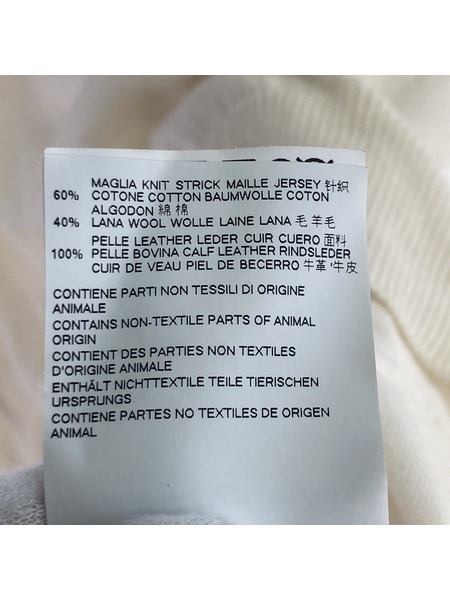 MAGLIA KNIT STRICK MAILLE JERSEY 针织
60% COTONE COTTON BAUMWOLLE COTON
ALGODON 綿 棉
40% LANA WOOL WOLLE LAINE LANA 毛 羊毛
PELLE LEATHER LEDER CUIR CUERO 面料
100% PELLE BOVINA CALF LEATHER RINDSLEDER
CUIR DE VEAU PIEL DE BECERRO 牛革 '牛皮
CONTIENE PARTI NON TESSILI DI ORIGINE
ANIMALE
CONTAINS NON-TEXTILE PARTS OF ANIMAL
ORIGIN
CONTIENT DES PARTIES NON TEXTILES
D'ORIGINE ANIMALE
ENTHÄLT NICHTTEXTILE TEILE TIERISCHEN
URSPRUNGS
CONTIENE PARTES NO TEXTILES DE ORIGEN
ANIMAL